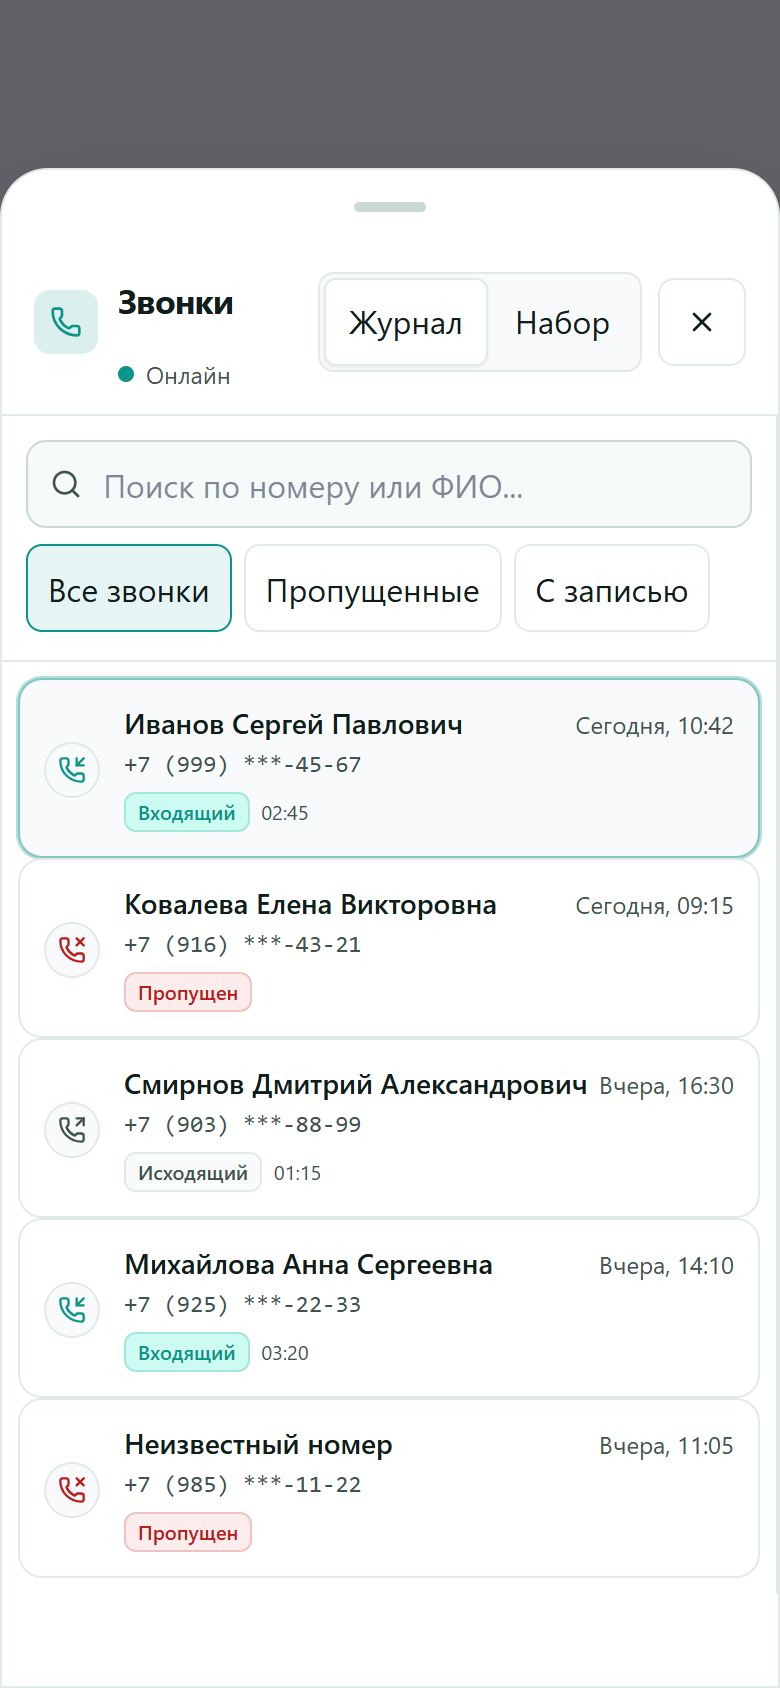 Звонки
Онлайн
Журнал
Набор
Поиск по номеру или ФИО...
Все звонки
Пропущенные
С записью
Иванов Сергей Павлович
Сегодня, 10:42
+7 (999) ***-45-67
Входящий
02:45
Ковалева Елена Викторовна
Сегодня, 09:15
+7 (916) ***-43-21
Пропущен
Смирнов Дмитрий Александрович
Вчера, 16:30
+7 (903) ***-88-99
Исходящий
01:15
Михайлова Анна Сергеевна
Вчера, 14:10
+7 (925) ***-22-33
Входящий
03:20
Неизвестный номер
Вчера, 11:05
+7 (985) ***-11-22
Пропущен